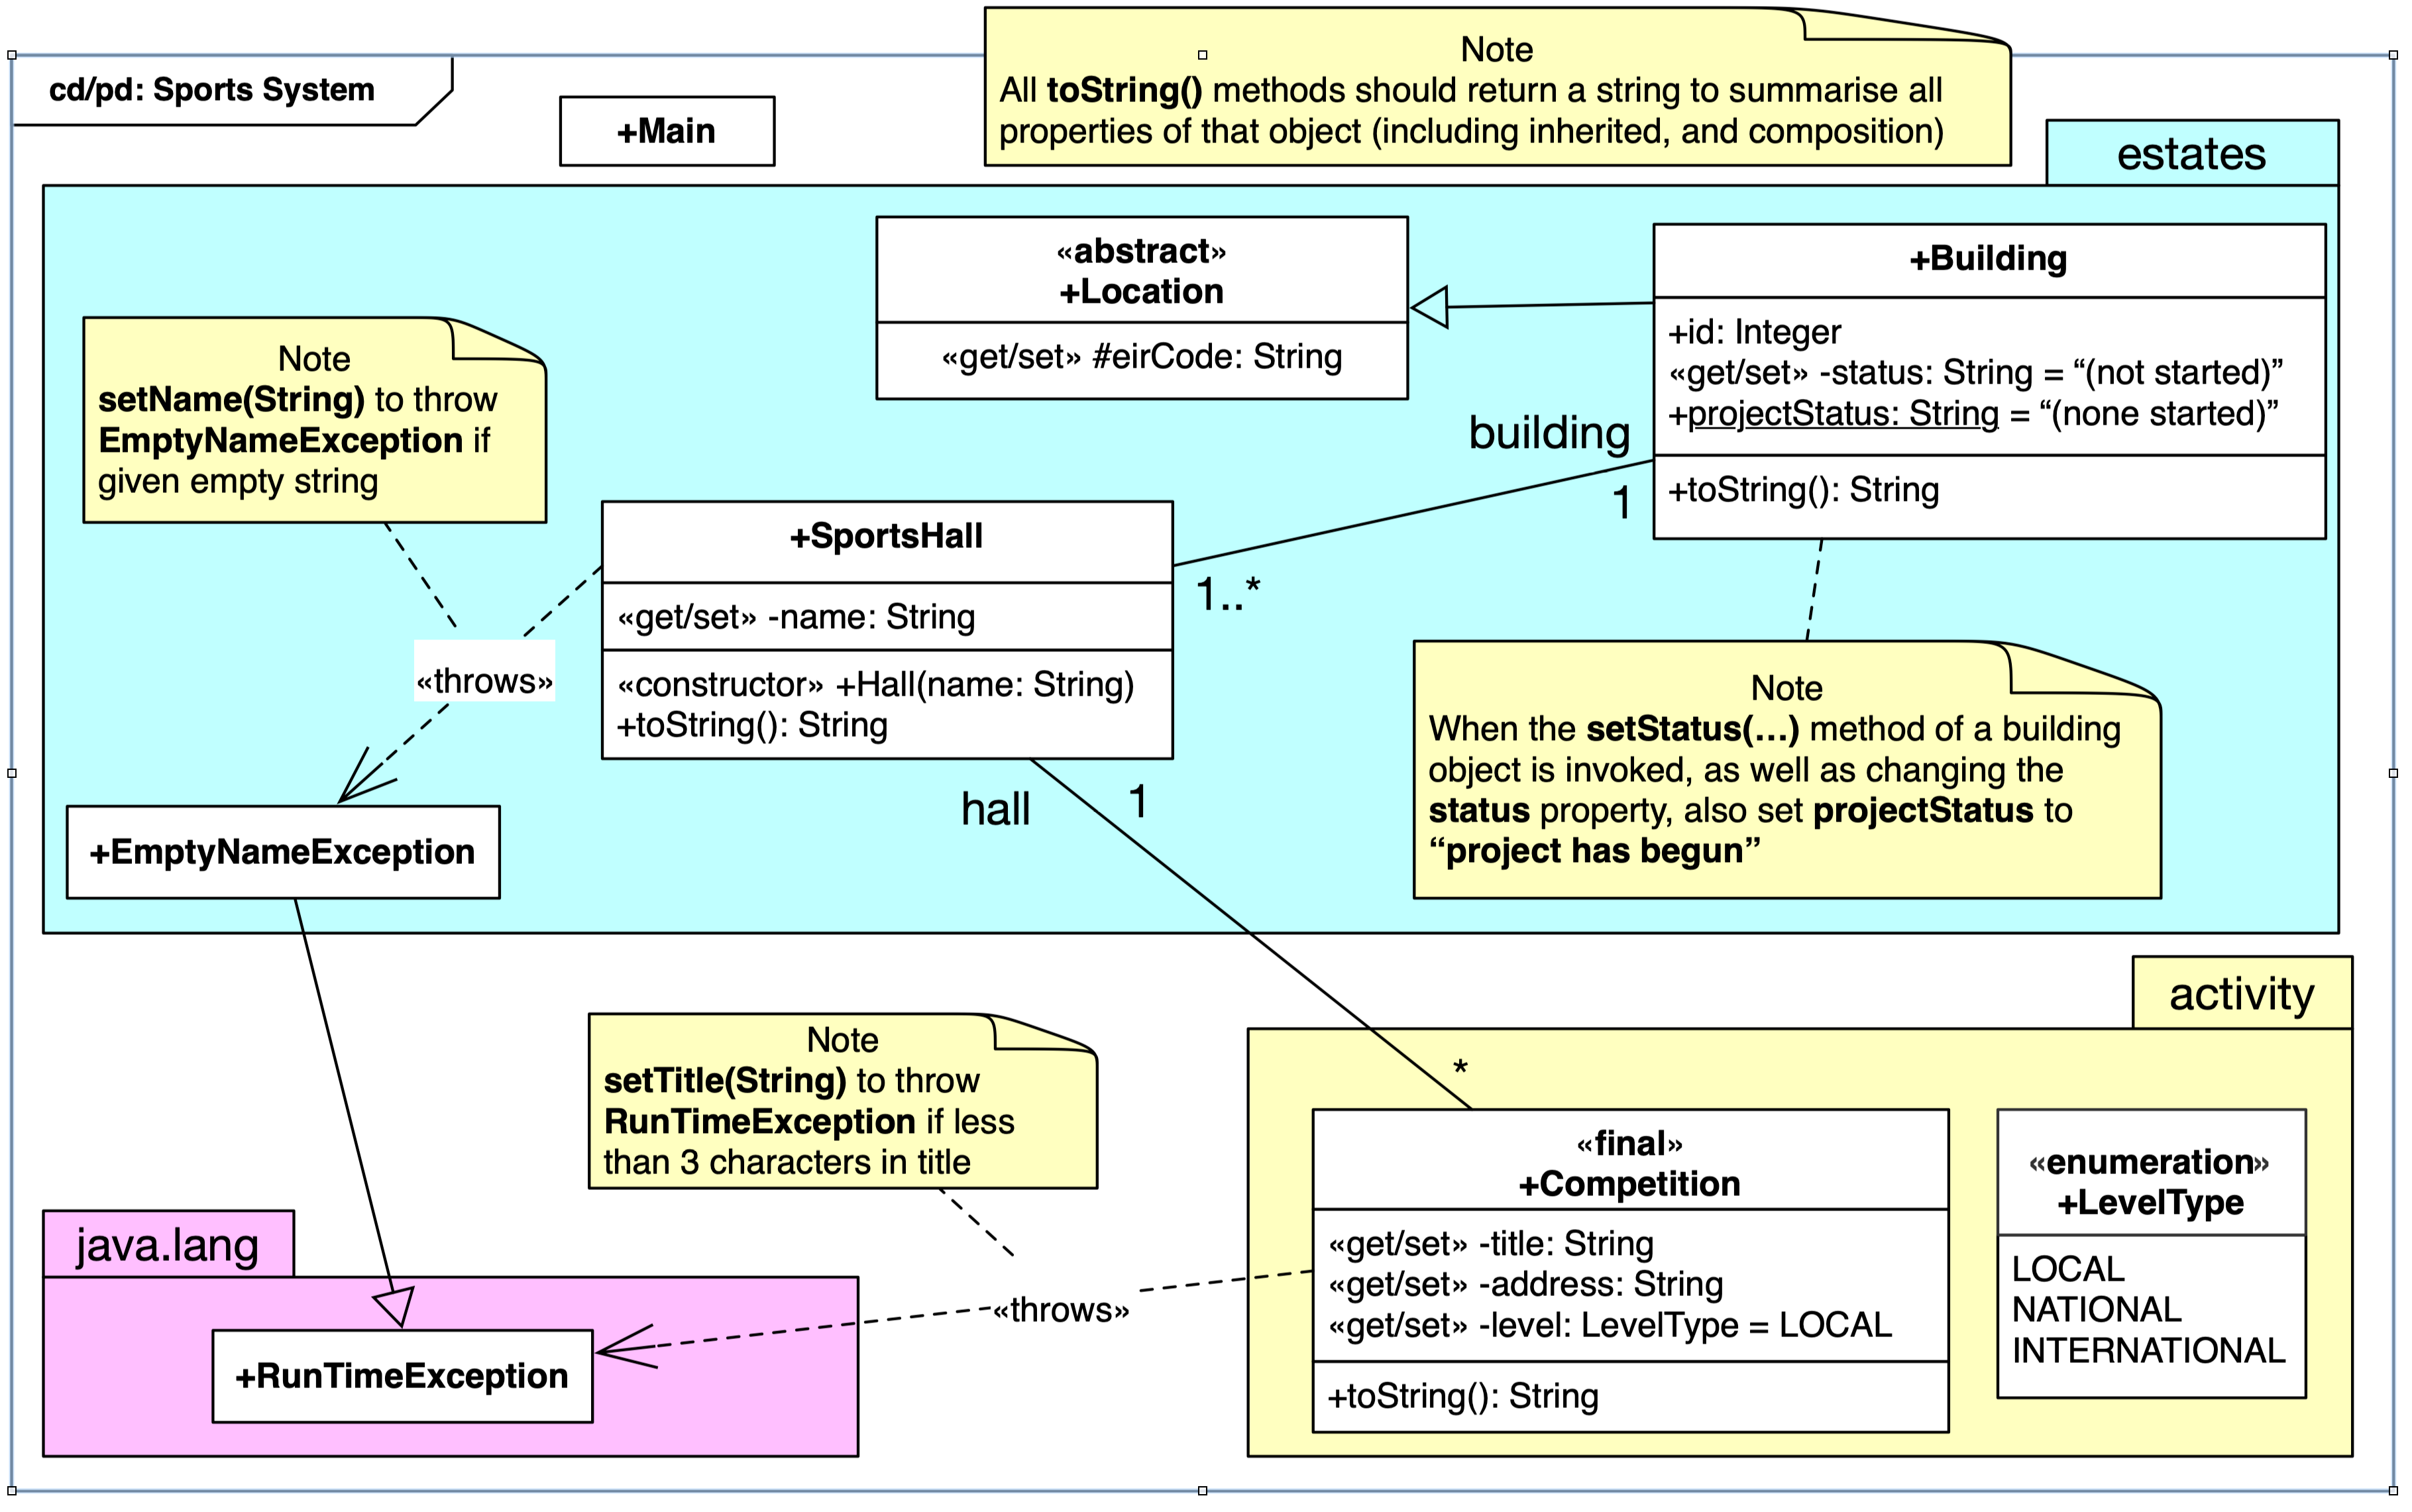 cd/pd: Sports System
+Main
Note
All toString() methods should return a string to summarise all
properties of that object (including inherited, and composition)
estates
«abstract»
+Location
«get/set» #eirCode: String
+Building
+id: Integer
«get/set» -status: String = “(not started)”
+projectStatus: String = “(none started)”
+toString(): String
Note
setName(String) to throw
EmptyNameException if
given empty string
building
1
1..*
+SportsHall
«get/set» -name: String
«constructor» +Hall(name: String)
+toString(): String
«throws»
Note
When the setStatus(...) method of a building
object is invoked, as well as changing the
status property, also set projectStatus to
“project has begun”
hall
1
+EmptyNameException
activity
Note
setTitle(String) to throw
RunTimeException if less
than 3 characters in title
*
«final»
+Competition
«get/set» -title: String
«get/set» -address: String
«get/set» -level: LevelType = LOCAL
+toString(): String
«enumeration»
+LevelType
LOCAL
NATIONAL
INTERNATIONAL
java.lang
«throws»
+RunTimeException